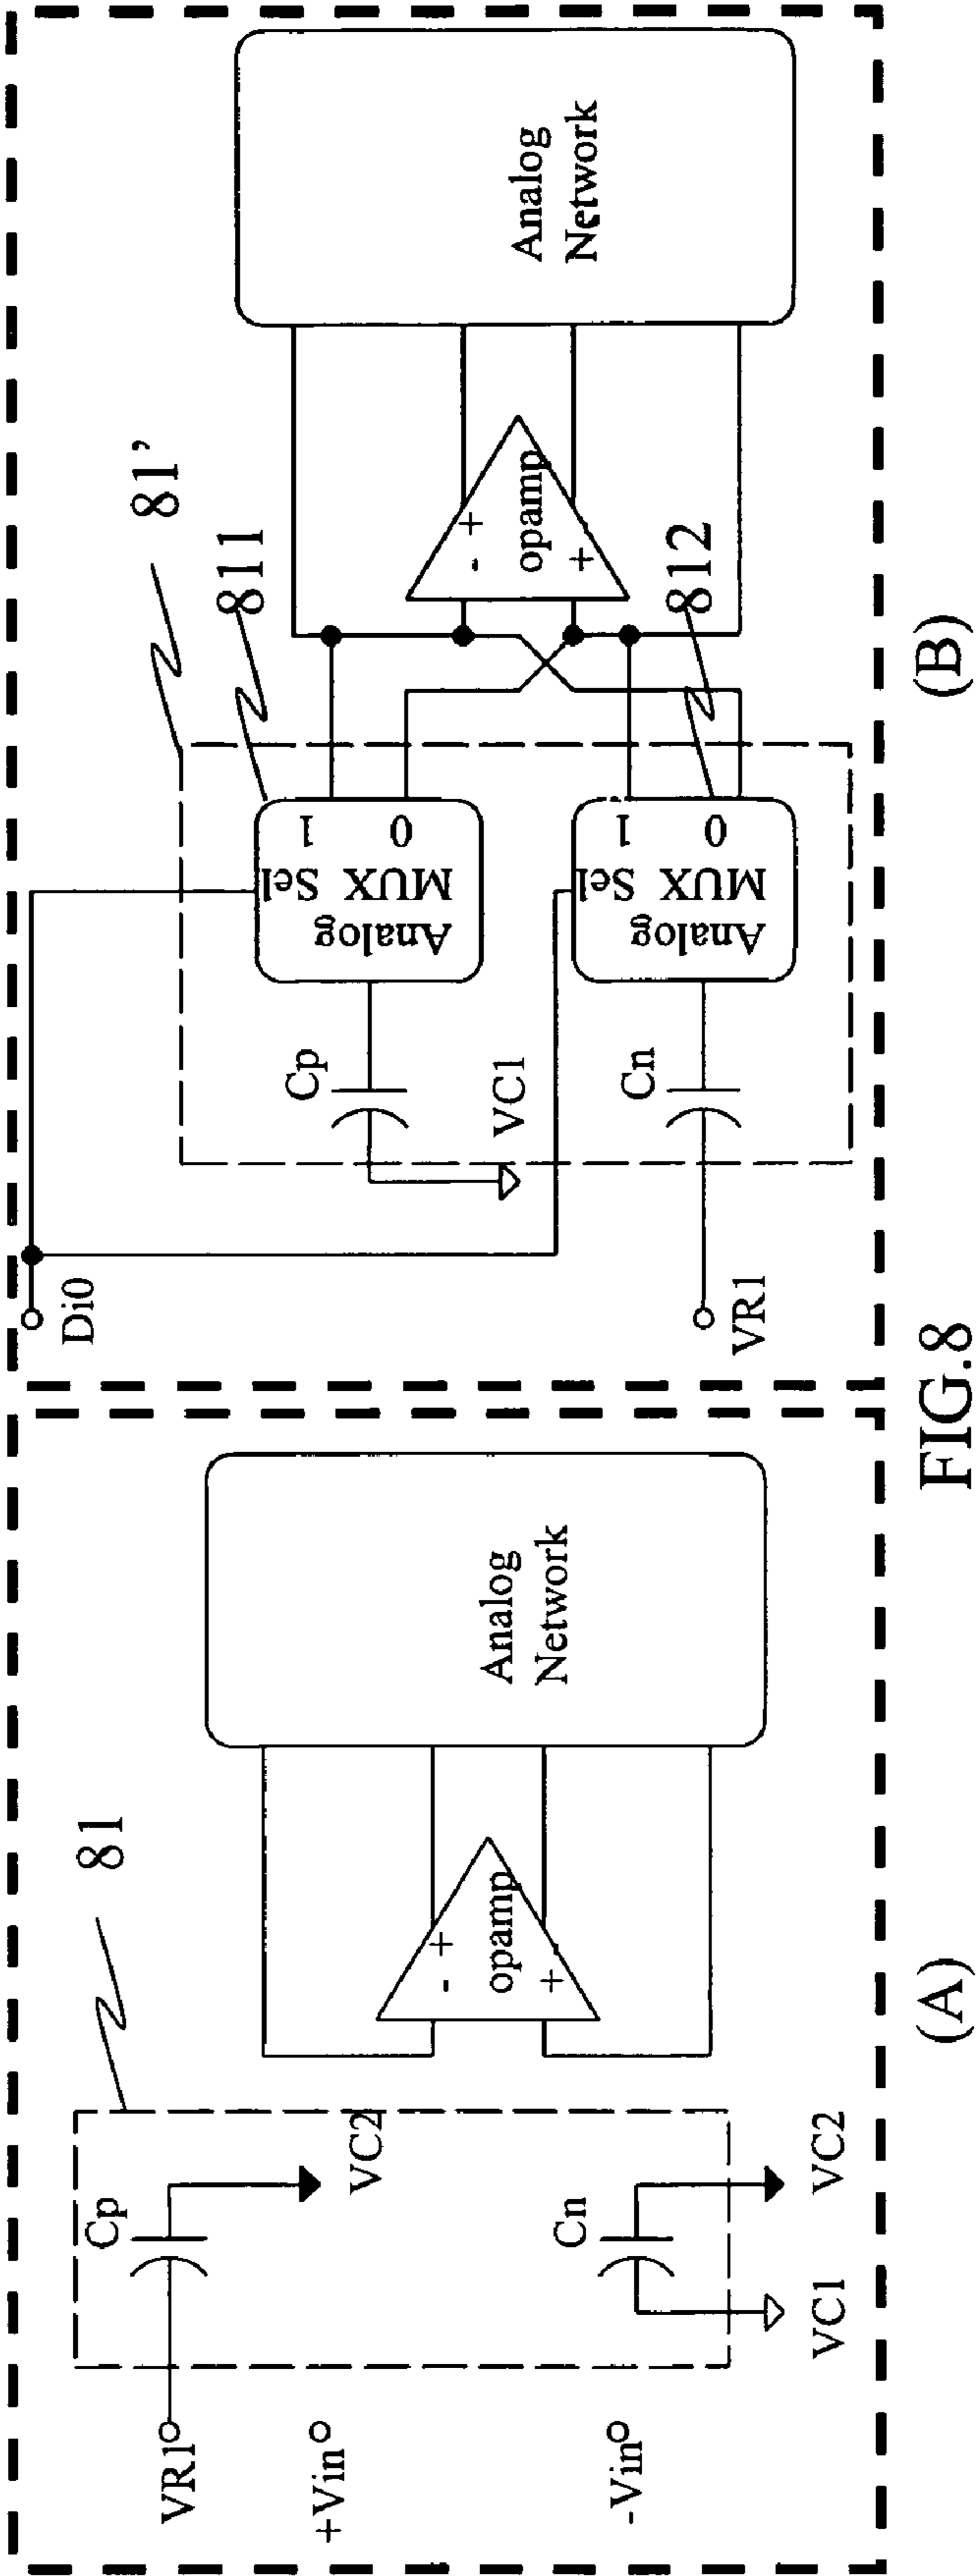 81
VR1
Cp
VC2
+Vin
-Vin
Cn
VC1
VC2
- +
opamp
+
Analog
Network
(A)
Di0
81'
811
Cp
VC1
Analog
MUX Sel
1
0
VR1
Cn
Analog
MUX Sel
1
0
812
- +
opamp
+
Analog
Network
(B)
FIG.8